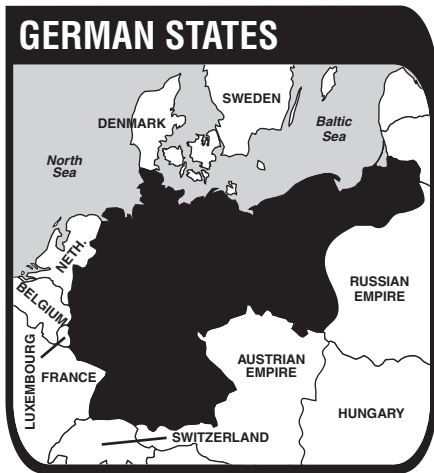 GERMAN STATES
SWEDEN
DENMARK
Baltic
Sea
North
Sea
NETH.
BELGIUM
LUXEMBOURG
FRANCE
RUSSIAN
EMPIRE
AUSTRIAN
EMPIRE
HUNGARY
SWITZERLAND